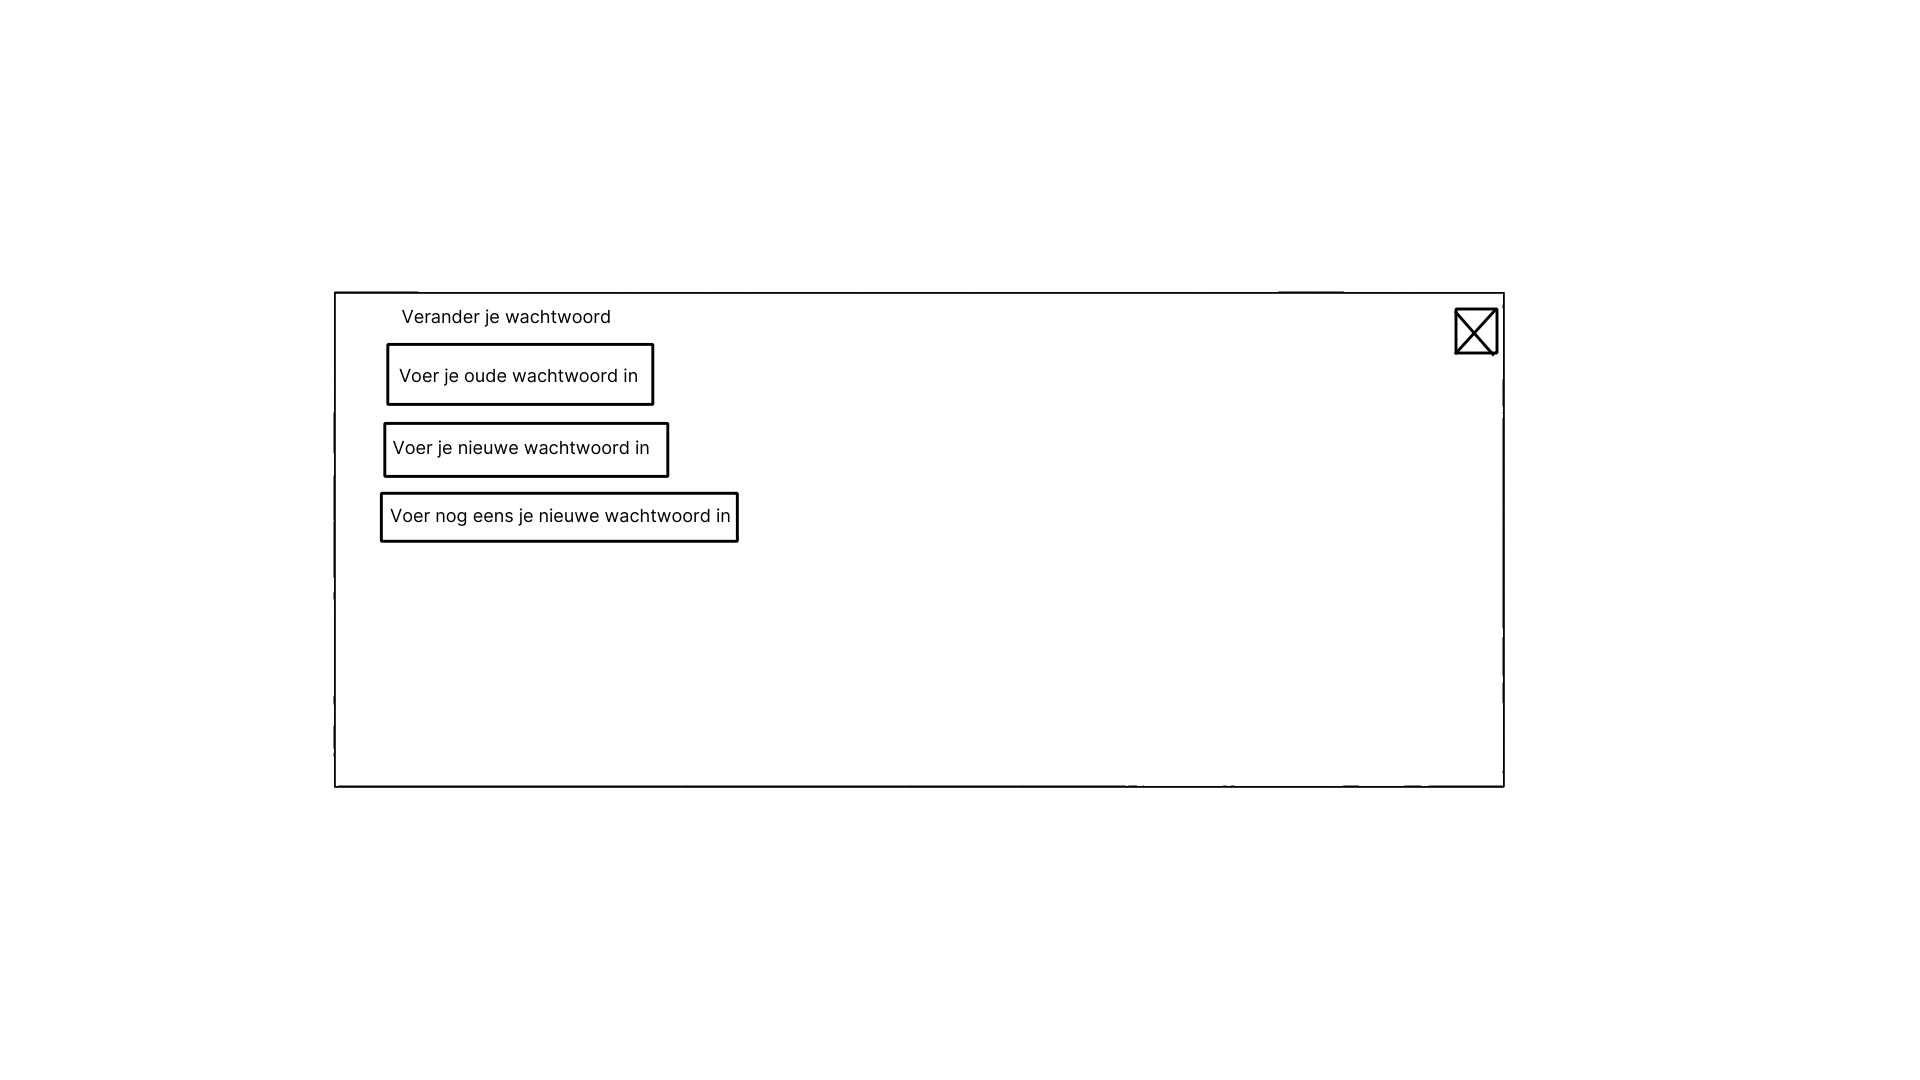 Verander je wachtwoord
Voer je oude wachtwoord in
Voer je nieuwe wachtwoord in
Voer nog eens je nieuwe wachtwoord in